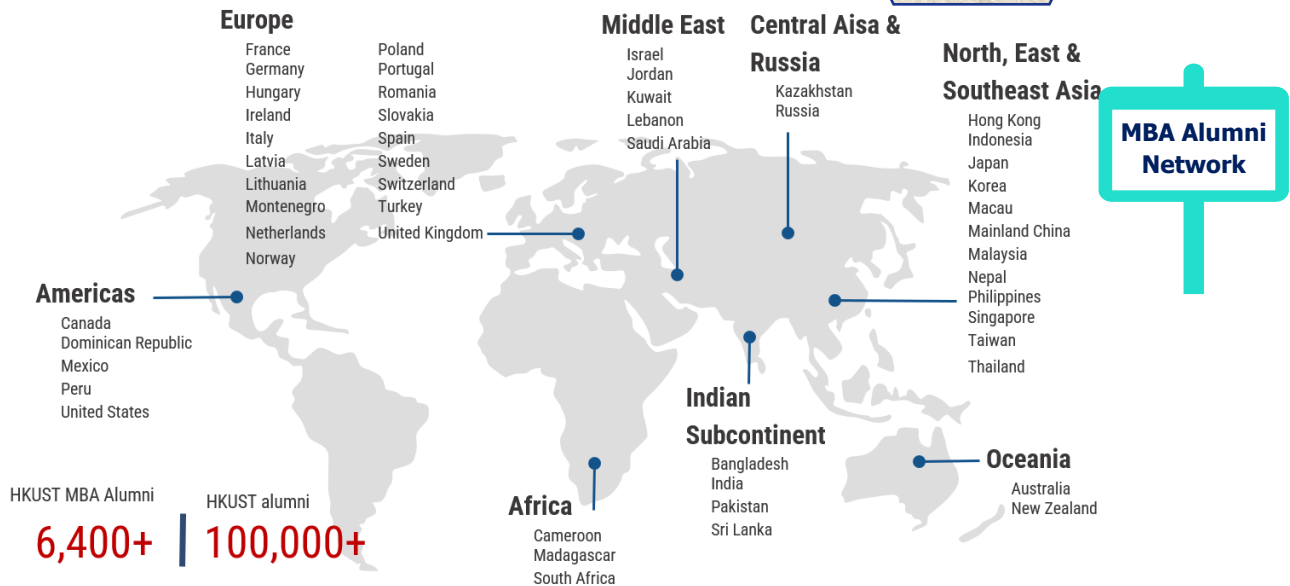 Europe
France
Germany
Hungary
Ireland
Italy
Latvia
Lithuania
Montenegro
Netherlands
Norway
Poland
Portugal
Romania
Slovakia
Spain
Sweden
Switzerland
Turkey
United Kingdom
Middle East
Israel
Jordan
Kuwait
Lebanon
Saudi Arabia
Central Aisa &
Russia
Kazakhstan
Russia
North, East &
Southeast Asia
Hong Kong
Indonesia
Japan
Korea
Macau
Mainland China
Malaysia
Nepal
Philippines
Singapore
Taiwan
Thailand
MBA Alumni
Network
Americas
Canada
Dominican Republic
Mexico
Peru
United States
Indian
Subcontinent
Bangladesh
India
Pakistan
Sri Lanka
Oceania
Australia
New Zealand
Africa
Cameroon
Madagascar
South Africa
HKUST MBA Alumni
6,400+
HKUST alumni
100,000+